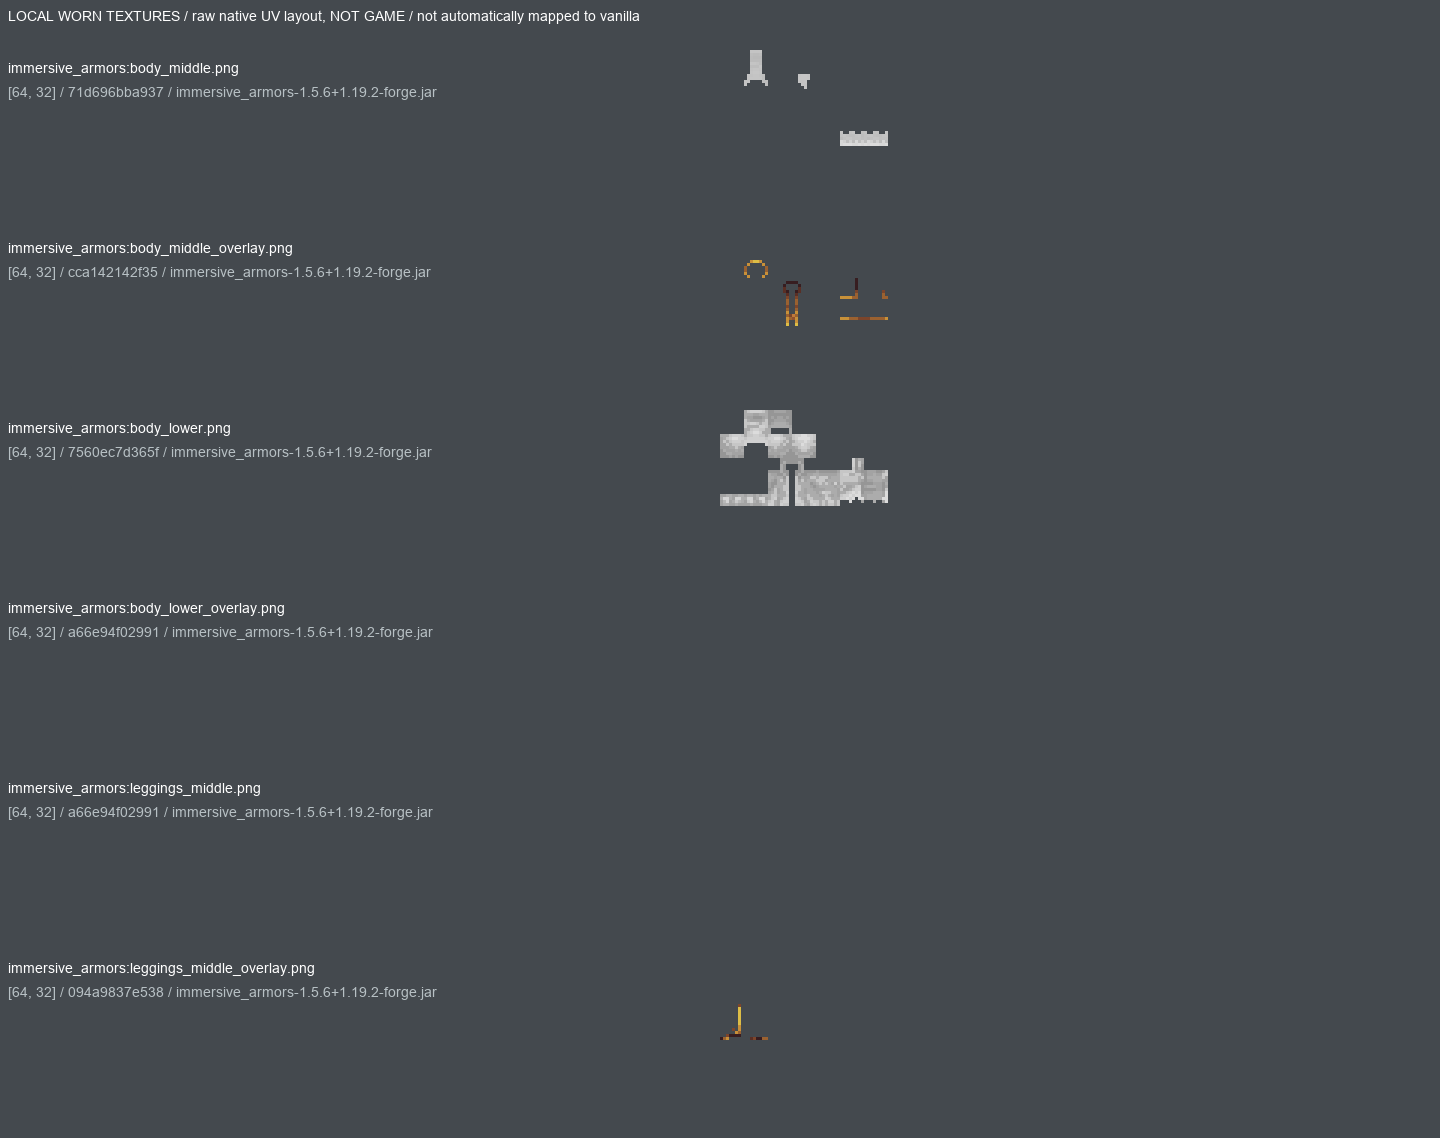 LOCAL WORN TEXTURES / raw native UV layout, NOT GAME / not automatically mapped to vanilla
immersive_armors:body_middle.png
[64, 32] / 71d696bba937 / immersive_armors-1.5.6+1.19.2-forge.jar
immersive_armors:body_middle_overlay.png
[64, 32] / cca142142f35 / immersive_armors-1.5.6+1.19.2-forge.jar
immersive_armors:body_lower.png
[64, 32] / 7560ec7d365f / immersive_armors-1.5.6+1.19.2-forge.jar
immersive_armors:body_lower_overlay.png
[64, 32] / a66e94f02991 / immersive_armors-1.5.6+1.19.2-forge.jar
immersive_armors:leggings_middle.png
[64, 32] / a66e94f02991 / immersive_armors-1.5.6+1.19.2-forge.jar
immersive_armors:leggings_middle_overlay.png
[64, 32] / 094a9837e538 / immersive_armors-1.5.6+1.19.2-forge.jar